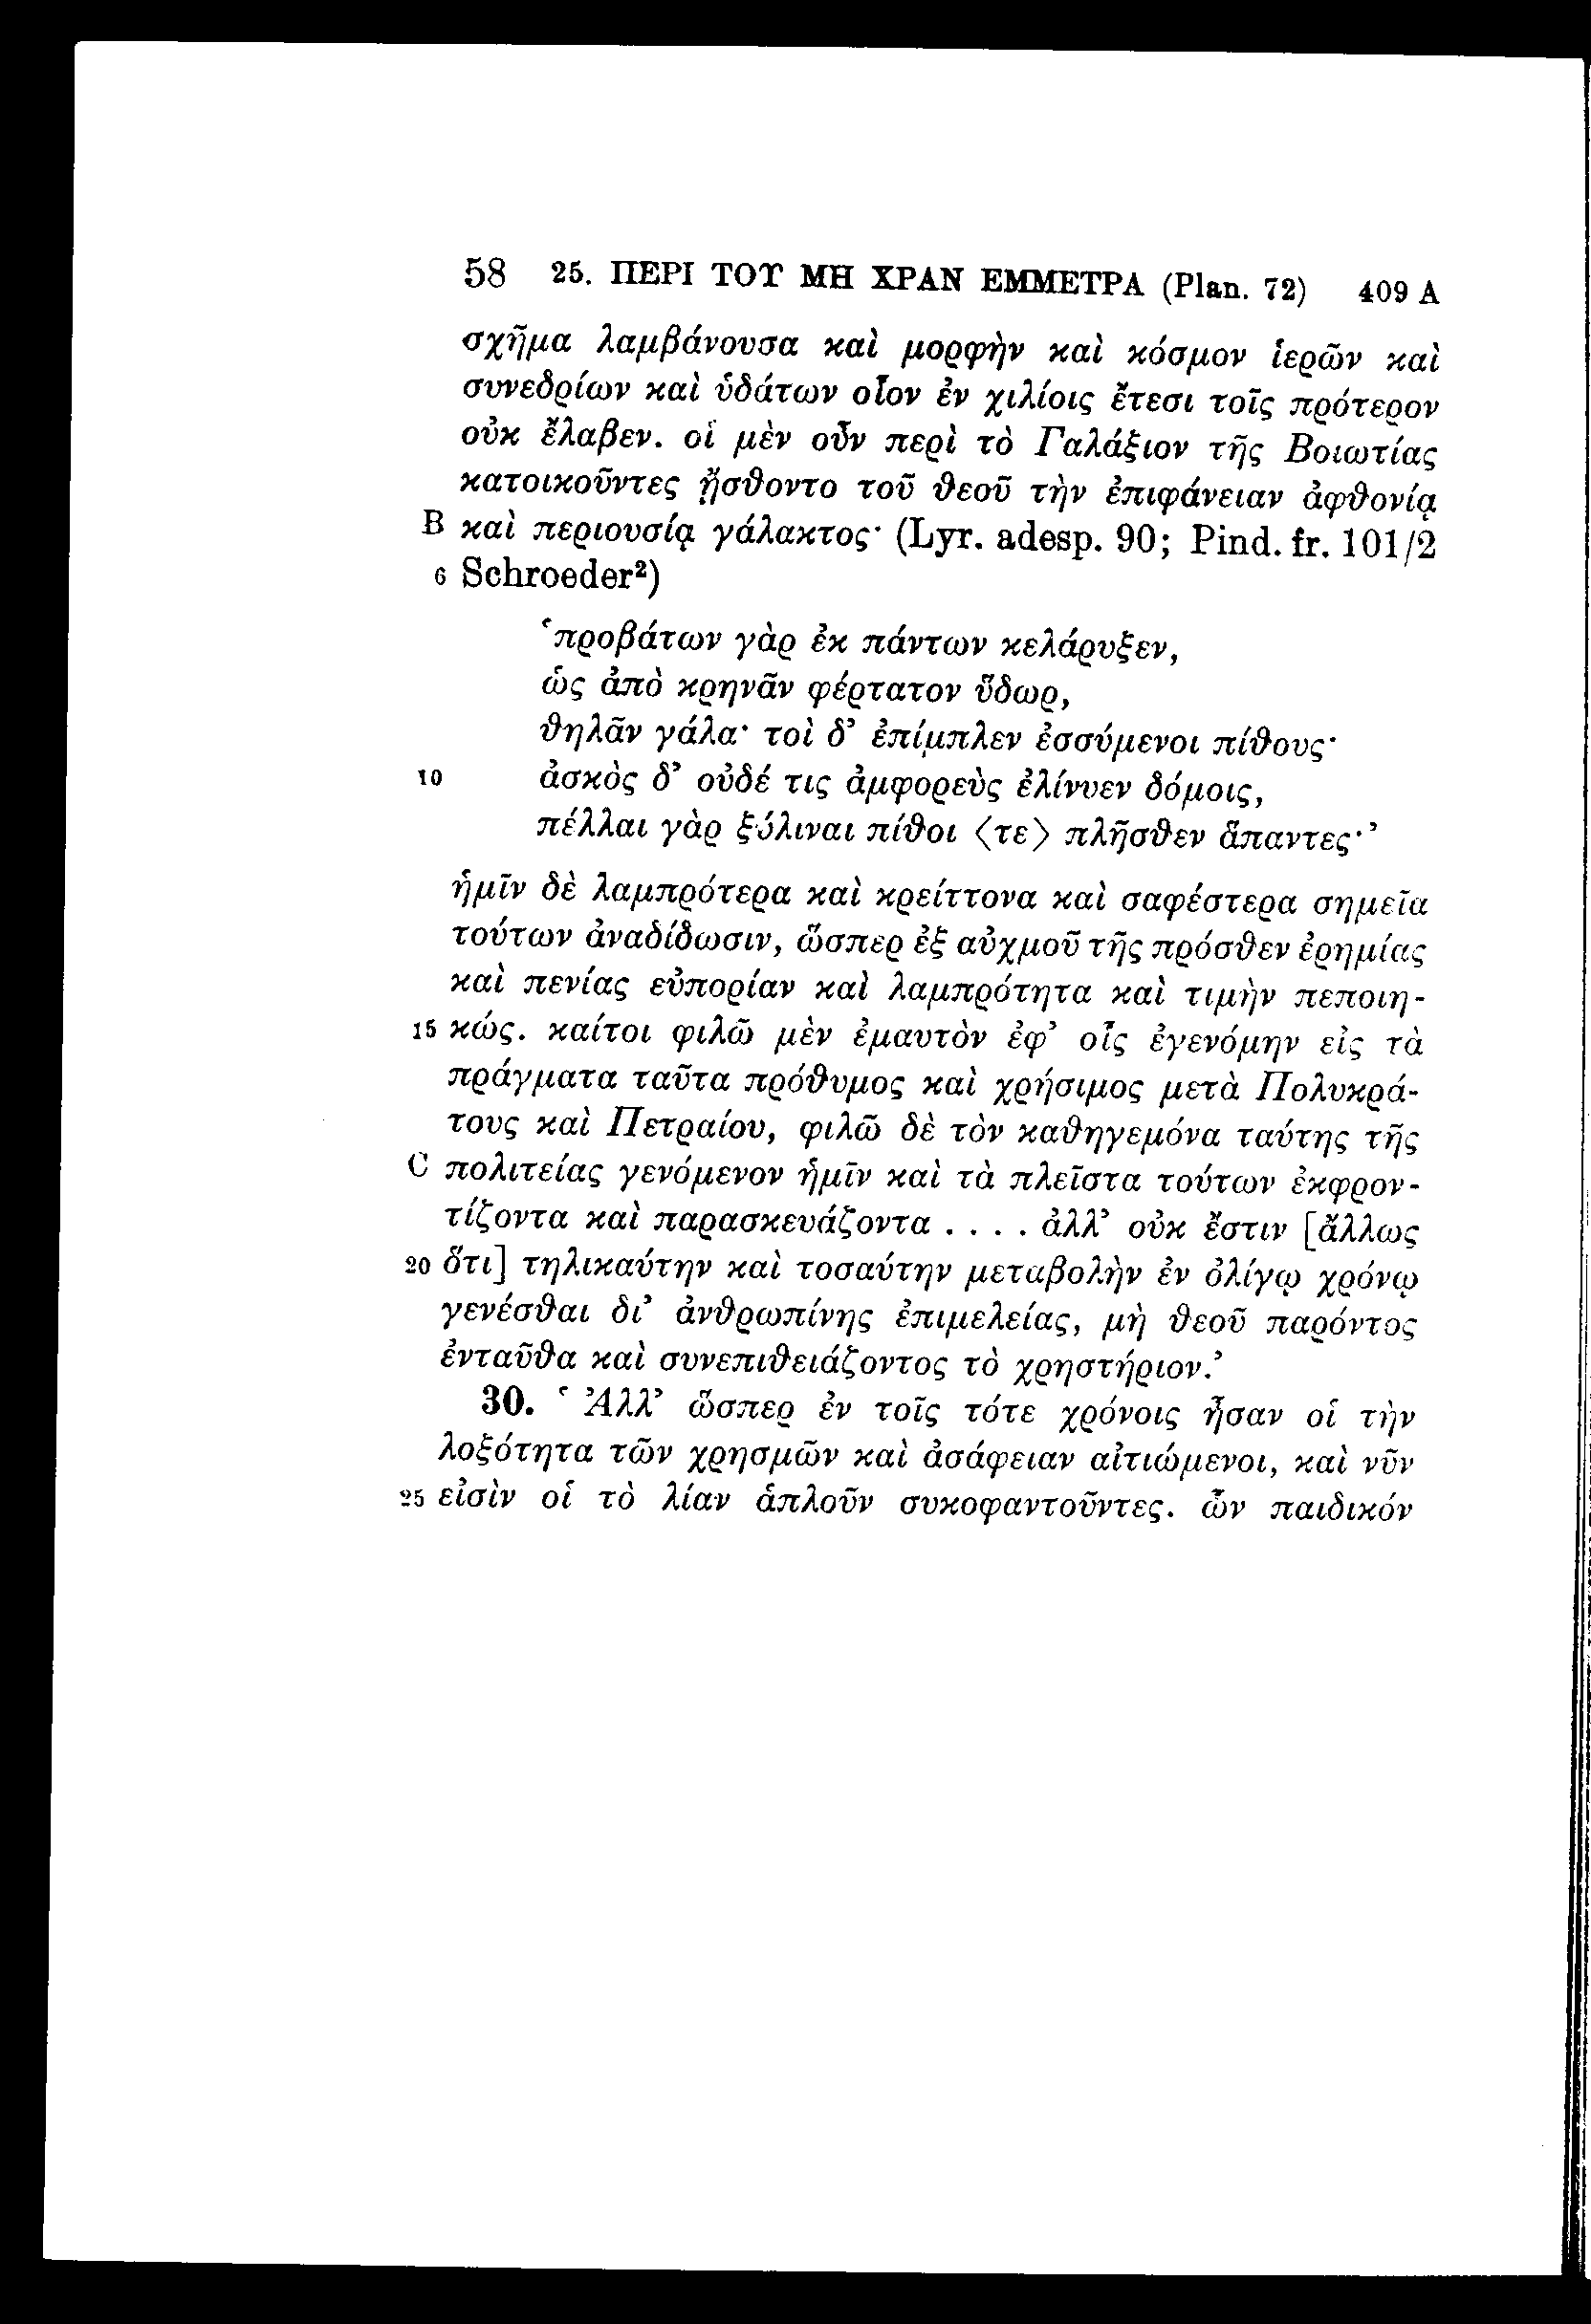 58 25. ΠΕΡΙ ΤΟΥ ΜΗ ΧΡΑΝ ΕΜΜΕΤΡΑ (Plan. 72) 409 A
σχῆμα λαμβάνουσα καὶ μορφὴν καὶ κόσμον ἱερῶν καὶ
συνεδρίων καὶ ὑδάτων οἷον ἐν χιλίοις ἔτεσι τοῖς πρότερον
οὐκ ἔλαβεν. οἱ μὲν οὖν περὶ τὸ Γαλάξιον τῆς Βοιωτίας
κατοικοῦντες ᾔσθοντο τοῦ θεοῦ τὴν ἐπιφάνειαν ἀφθονίᾳ
B καὶ περιουσίᾳ γάλακτος· (Lyr. adesp. 90; Pind. fr. 101/2
6 Schroeder²)
‘προβάτων γὰρ ἐκ πάντων κελάρυξεν,
ὡς ἀπὸ κρηνᾶν φέρτατον ὕδωρ,
θηλᾶν γάλα· τοὶ δ’ ἐπίμπλεν ἐσσύμενοι πίθους·
10 ἀσκὸς δ’ οὐδέ τις ἀμφορεὺς ἐλίνυεν δόμοις,
πέλλαι γὰρ ξύλιναι πίθοι ⟨τε⟩ πλῆσθεν ἅπαντες·’
ἡμῖν δὲ λαμπρότερα καὶ κρείττονα καὶ σαφέστερα σημεῖα
τούτων ἀναδίδωσιν, ὥσπερ ἐξ αὐχμοῦ τῆς πρόσθεν ἐρημίας
καὶ πενίας εὐπορίαν καὶ λαμπρότητα καὶ τιμὴν πεποιη-
15 κώς. καίτοι φιλῶ μὲν ἐμαυτὸν ἐφ’ οἷς ἐγενόμην εἰς τὰ
πράγματα ταῦτα πρόθυμος καὶ χρήσιμος μετὰ Πολυκρά-
τους καὶ Πετραίου, φιλῶ δὲ τὸν καθηγεμόνα ταύτης τῆς
C πολιτείας γενόμενον ἡμῖν καὶ τὰ πλεῖστα τούτων ἐκφρον-
τίζοντα καὶ παρασκευάζοντα . . . . ἀλλ’ οὐκ ἔστιν [ἄλλως
20 ὅτι] τηλικαύτην καὶ τοσαύτην μεταβολὴν ἐν ὀλίγῳ χρόνῳ
γενέσθαι δι’ ἀνθρωπίνης ἐπιμελείας, μὴ θεοῦ παρόντος
ἐνταῦθα καὶ συνεπιθειάζοντος τὸ χρηστήριον.’
30. ‘Ἀλλ’ ὥσπερ ἐν τοῖς τότε χρόνοις ἦσαν οἱ τὴν
λοξότητα τῶν χρησμῶν καὶ ἀσάφειαν αἰτιώμενοι, καὶ νῦν
25 εἰσὶν οἱ τὸ λίαν ἁπλοῦν συκοφαντοῦντες. ὧν παιδικόν